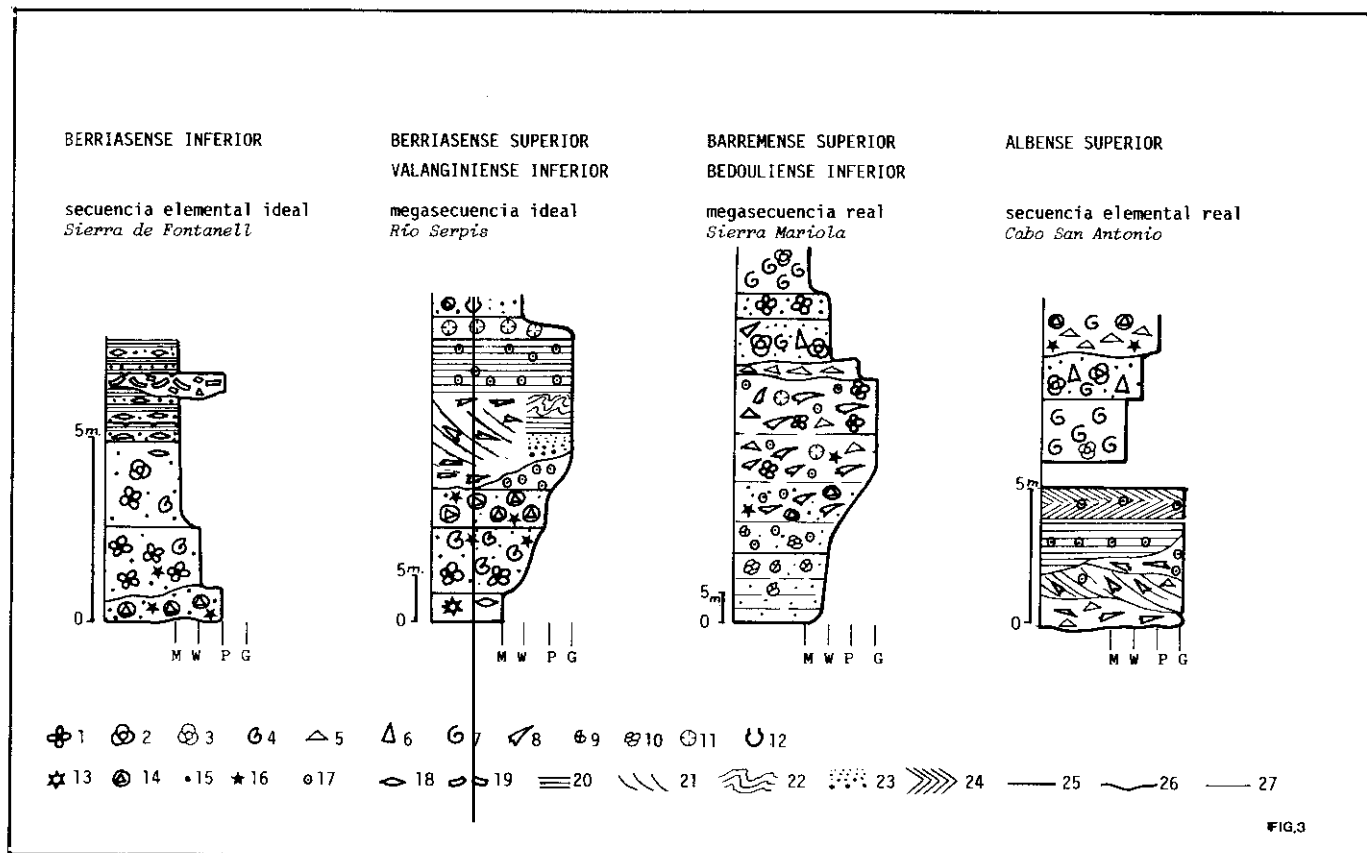 BERRIASENSE INFERIOR
secuencia elemental ideal
Sierra de Fontanell
BERRIASENSE SUPERIOR
VALANGINIENSE INFERIOR
megasecuencia ideal
Río Serpis
BARREMENSE SUPERIOR
BEDOULIENSE INFERIOR
megasecuencia real
Sierra Mariola
ALBENSE SUPERIOR
secuencia elemental real
Cabo San Antonio
5m.
0
M W P G
5m.
0
M W P G
5m
0
M W P G
5m
0
M W P G
1 2 3 4 5 6 7 8 9 10 11 12
13 14 15 16 17 18 19 20 21 22 23 24 25 26 27
FIG.3